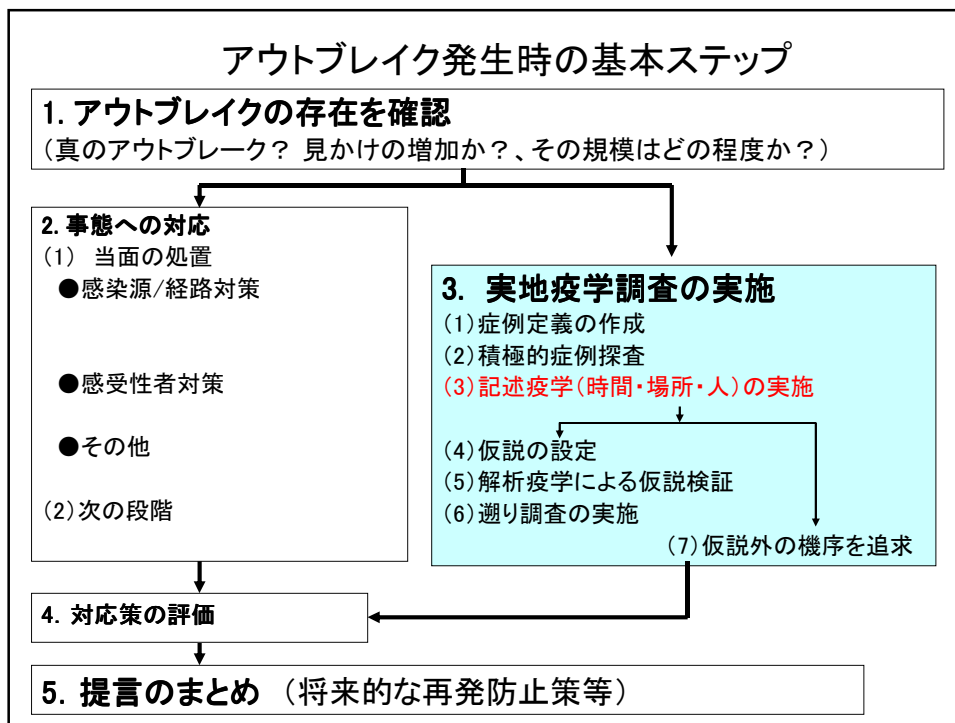 アウトブレイク発生時の基本ステップ
1. アウトブレイクの存在を確認
（真のアウトブレーク？ 見かけの増加か？、その規模はどの程度か？）
2. 事態への対応
（1） 当面の処置
●感染源/経路対策
●感受性者対策
●その他
（2）次の段階
3. 実地疫学調査の実施
（1）症例定義の作成
（2）積極的症例探査
（3）記述疫学（時間・場所・人）の実施
（4）仮説の設定
（5）解析疫学による仮説検証
（6）遡り調査の実施
（7）仮説外の機序を追求
4. 対応策の評価
5. 提言のまとめ （将来的な再発防止策等）